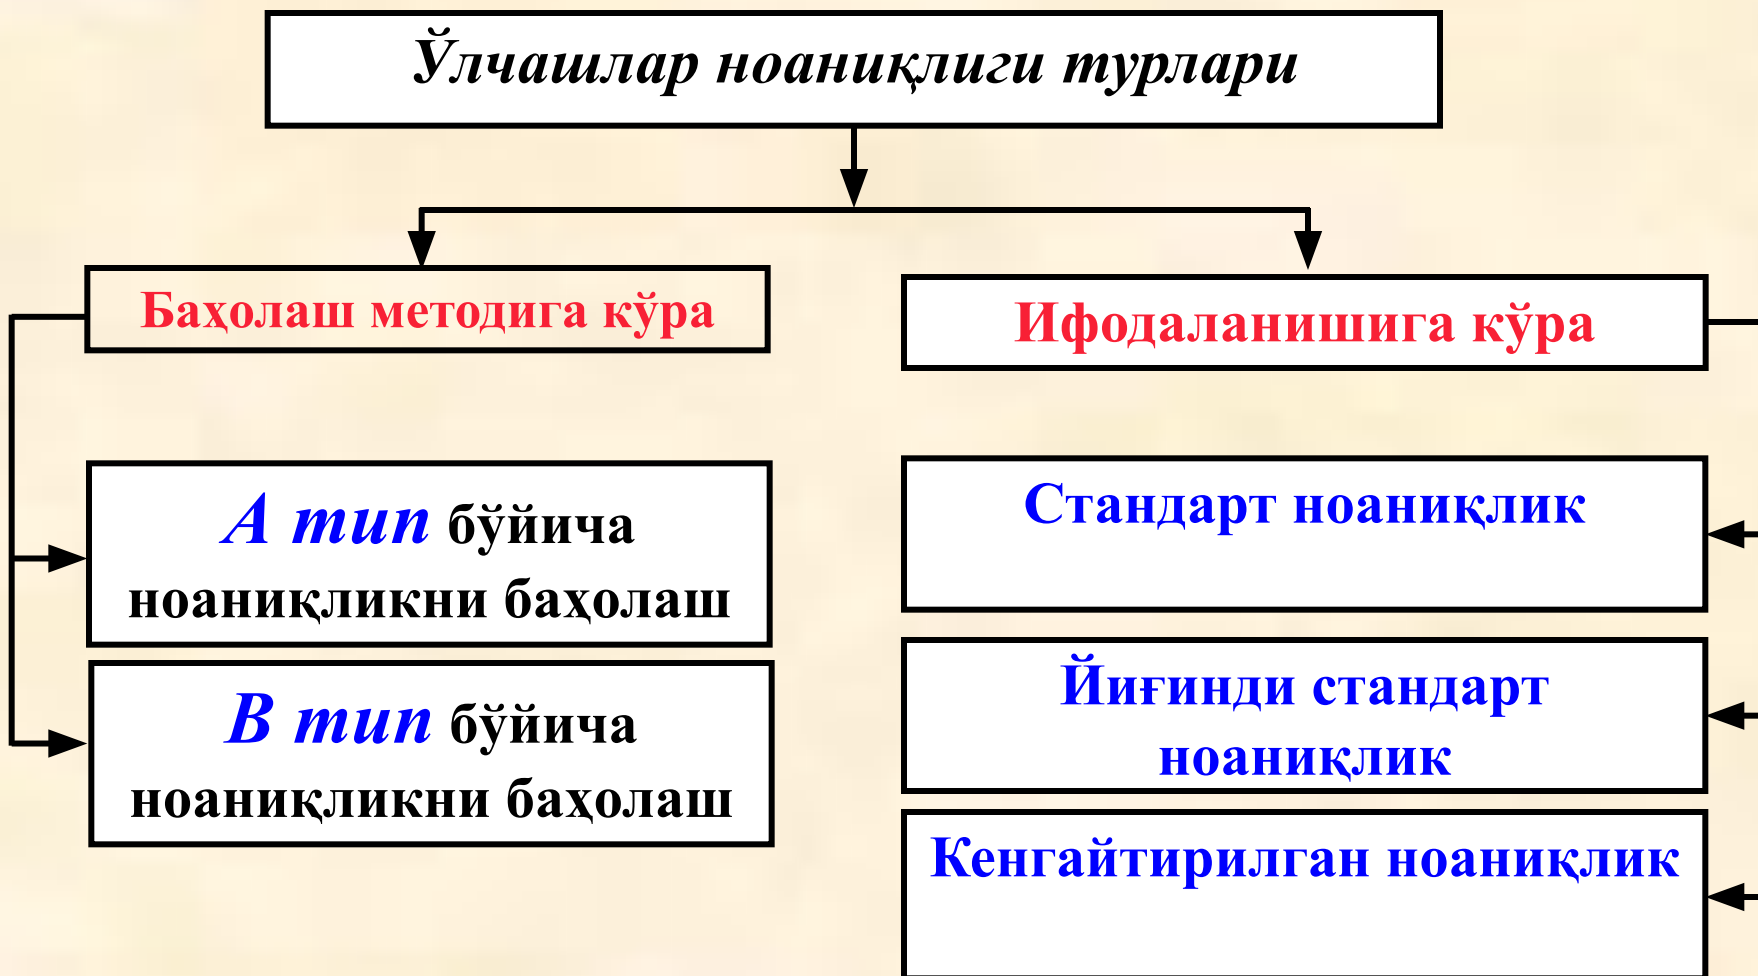 Ўлчашлар ноаниқлиги турлари
Баҳолаш методига кўра
Ифодаланишига кўра
А тип бўйича
ноаниқликни баҳолаш
В тип бўйича
ноаниқликни баҳолаш
Стандарт ноаниқлик
Йиғинди стандарт
ноаниқлик
Кенгайтирилган ноаниқлик